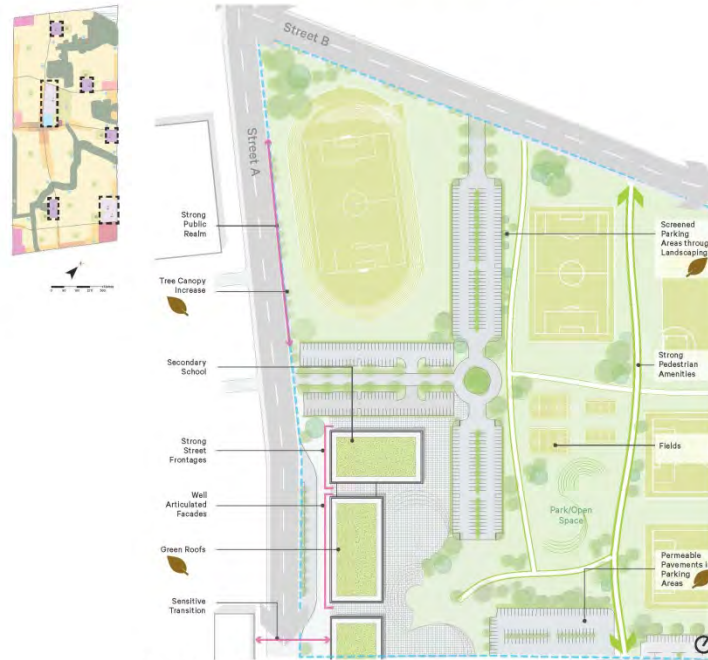 Street B
Street A
Strong
Public
Realm
Tree Canopy
Increase
Secondary
School
Strong
Street
Frontages
Well
Articulated
Facades
Green Roofs
Sensitive
Transition
Screened
Parking
Areas throug
Landscaping
Strong
Pedestrian
Amenities
Fields
Park/Open
Space
Permeable
Pavements i
Parking
Areas